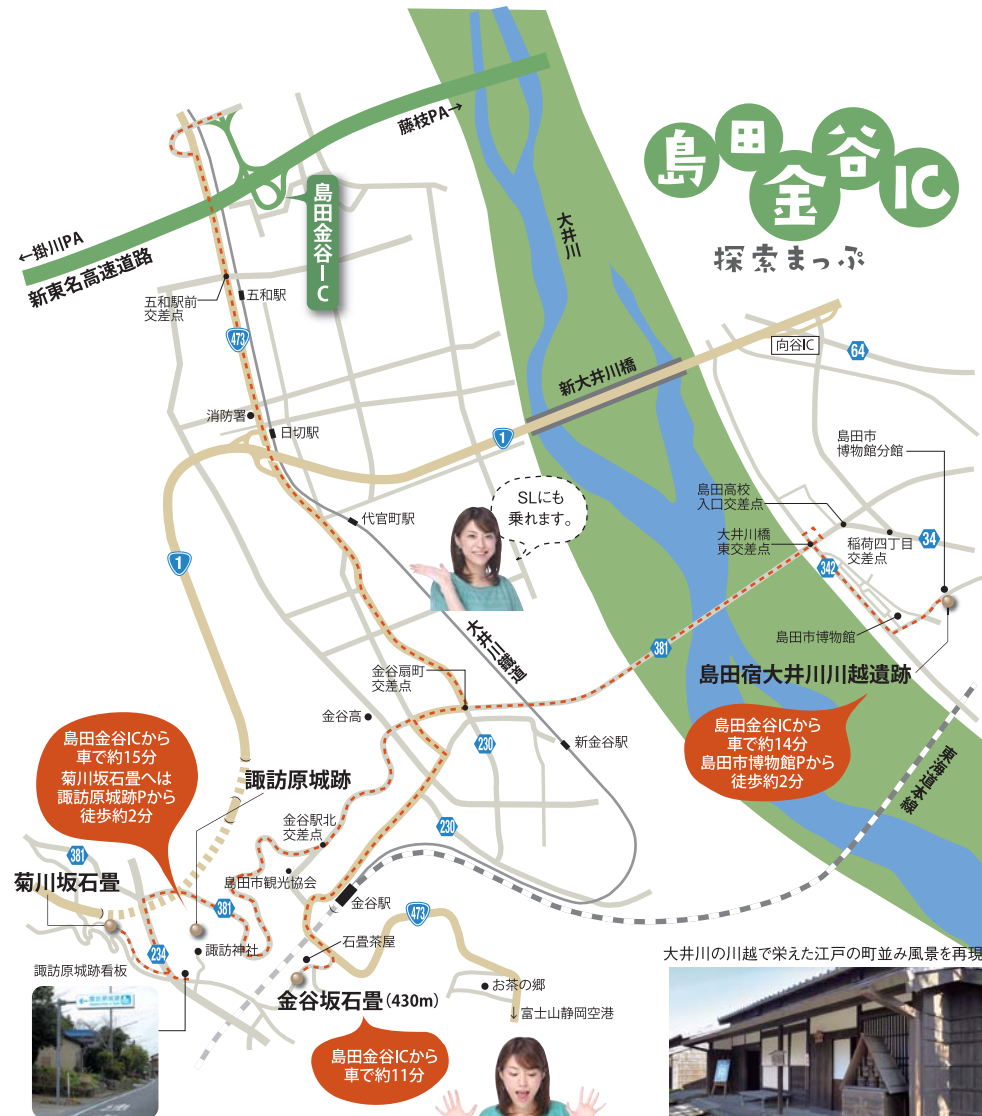 島田金谷IC
探索まっぷ
藤枝PA→
←掛川PA
新東名高速道路
島田金谷IC
大井川
五和駅前
交差点
五和駅
473
向谷IC
64
新大井川橋
消防署
日切駅
1
島田市
博物館分館
代官町駅
SLにも
乗れます。
島田高校
入口交差点
大井川橋
東交差点
稲荷四丁目
交差点
34
1
342
大井川鐵道
381
島田市博物館
金谷扇町
交差点
島田宿大井川川越遺跡
金谷高
230
新金谷駅
島田金谷ICから
車で約14分
島田市博物館Pから
徒歩約2分
東海道本線
島田金谷ICから
車で約15分
菊川坂石畳へは
諏訪原城跡Pから
徒歩約2分
諏訪原城跡
金谷駅北
交差点
230
381
菊川坂石畳
島田市観光協会
金谷駅
381
473
234
諏訪神社
石畳茶屋
諏訪原城跡看板
お茶の郷
金谷坂石畳(430m)
↓富士山静岡空港
大井川の川越で栄えた江戸の町並み風景を再現
島田金谷ICから
車で約11分